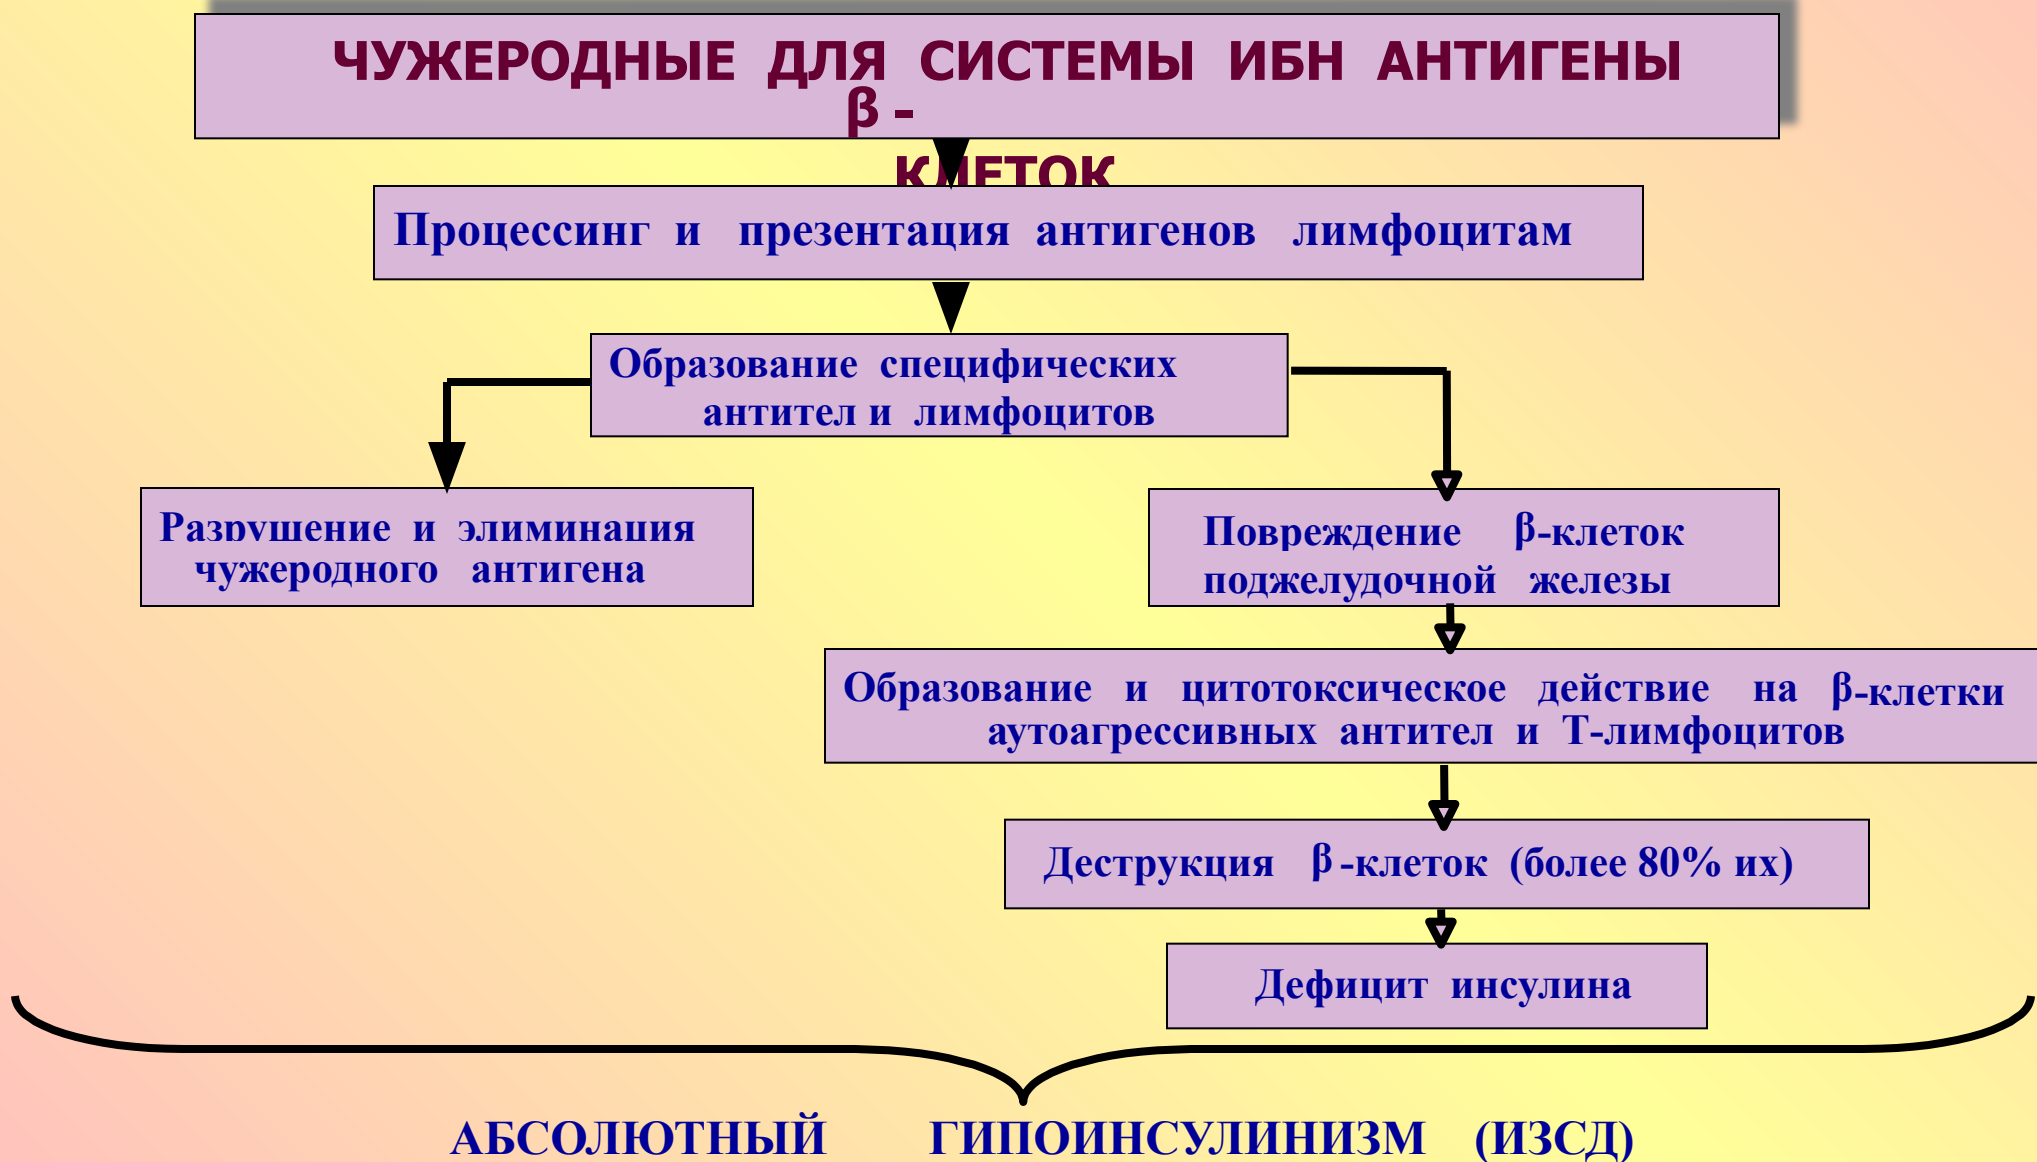 ЧУЖЕРОДНЫЕ ДЛЯ СИСТЕМЫ ИБН АНТИГЕНЫ
β -
КЛЕТОК
Процессинг и презентация антигенов лимфоцитам
Образование специфических
антител и лимфоцитов
Разрушение и элиминация
чужеродного антигена
Повреждение β-клеток
поджелудочной железы
Образование и цитотоксическое действие на β-клетки
аутоагрессивных антител и Т-лимфоцитов
Деструкция β -клеток (более 80% их)
Дефицит инсулина
АБСОЛЮТНЫЙ ГИПОИНСУЛИНИЗМ (ИЗСД)